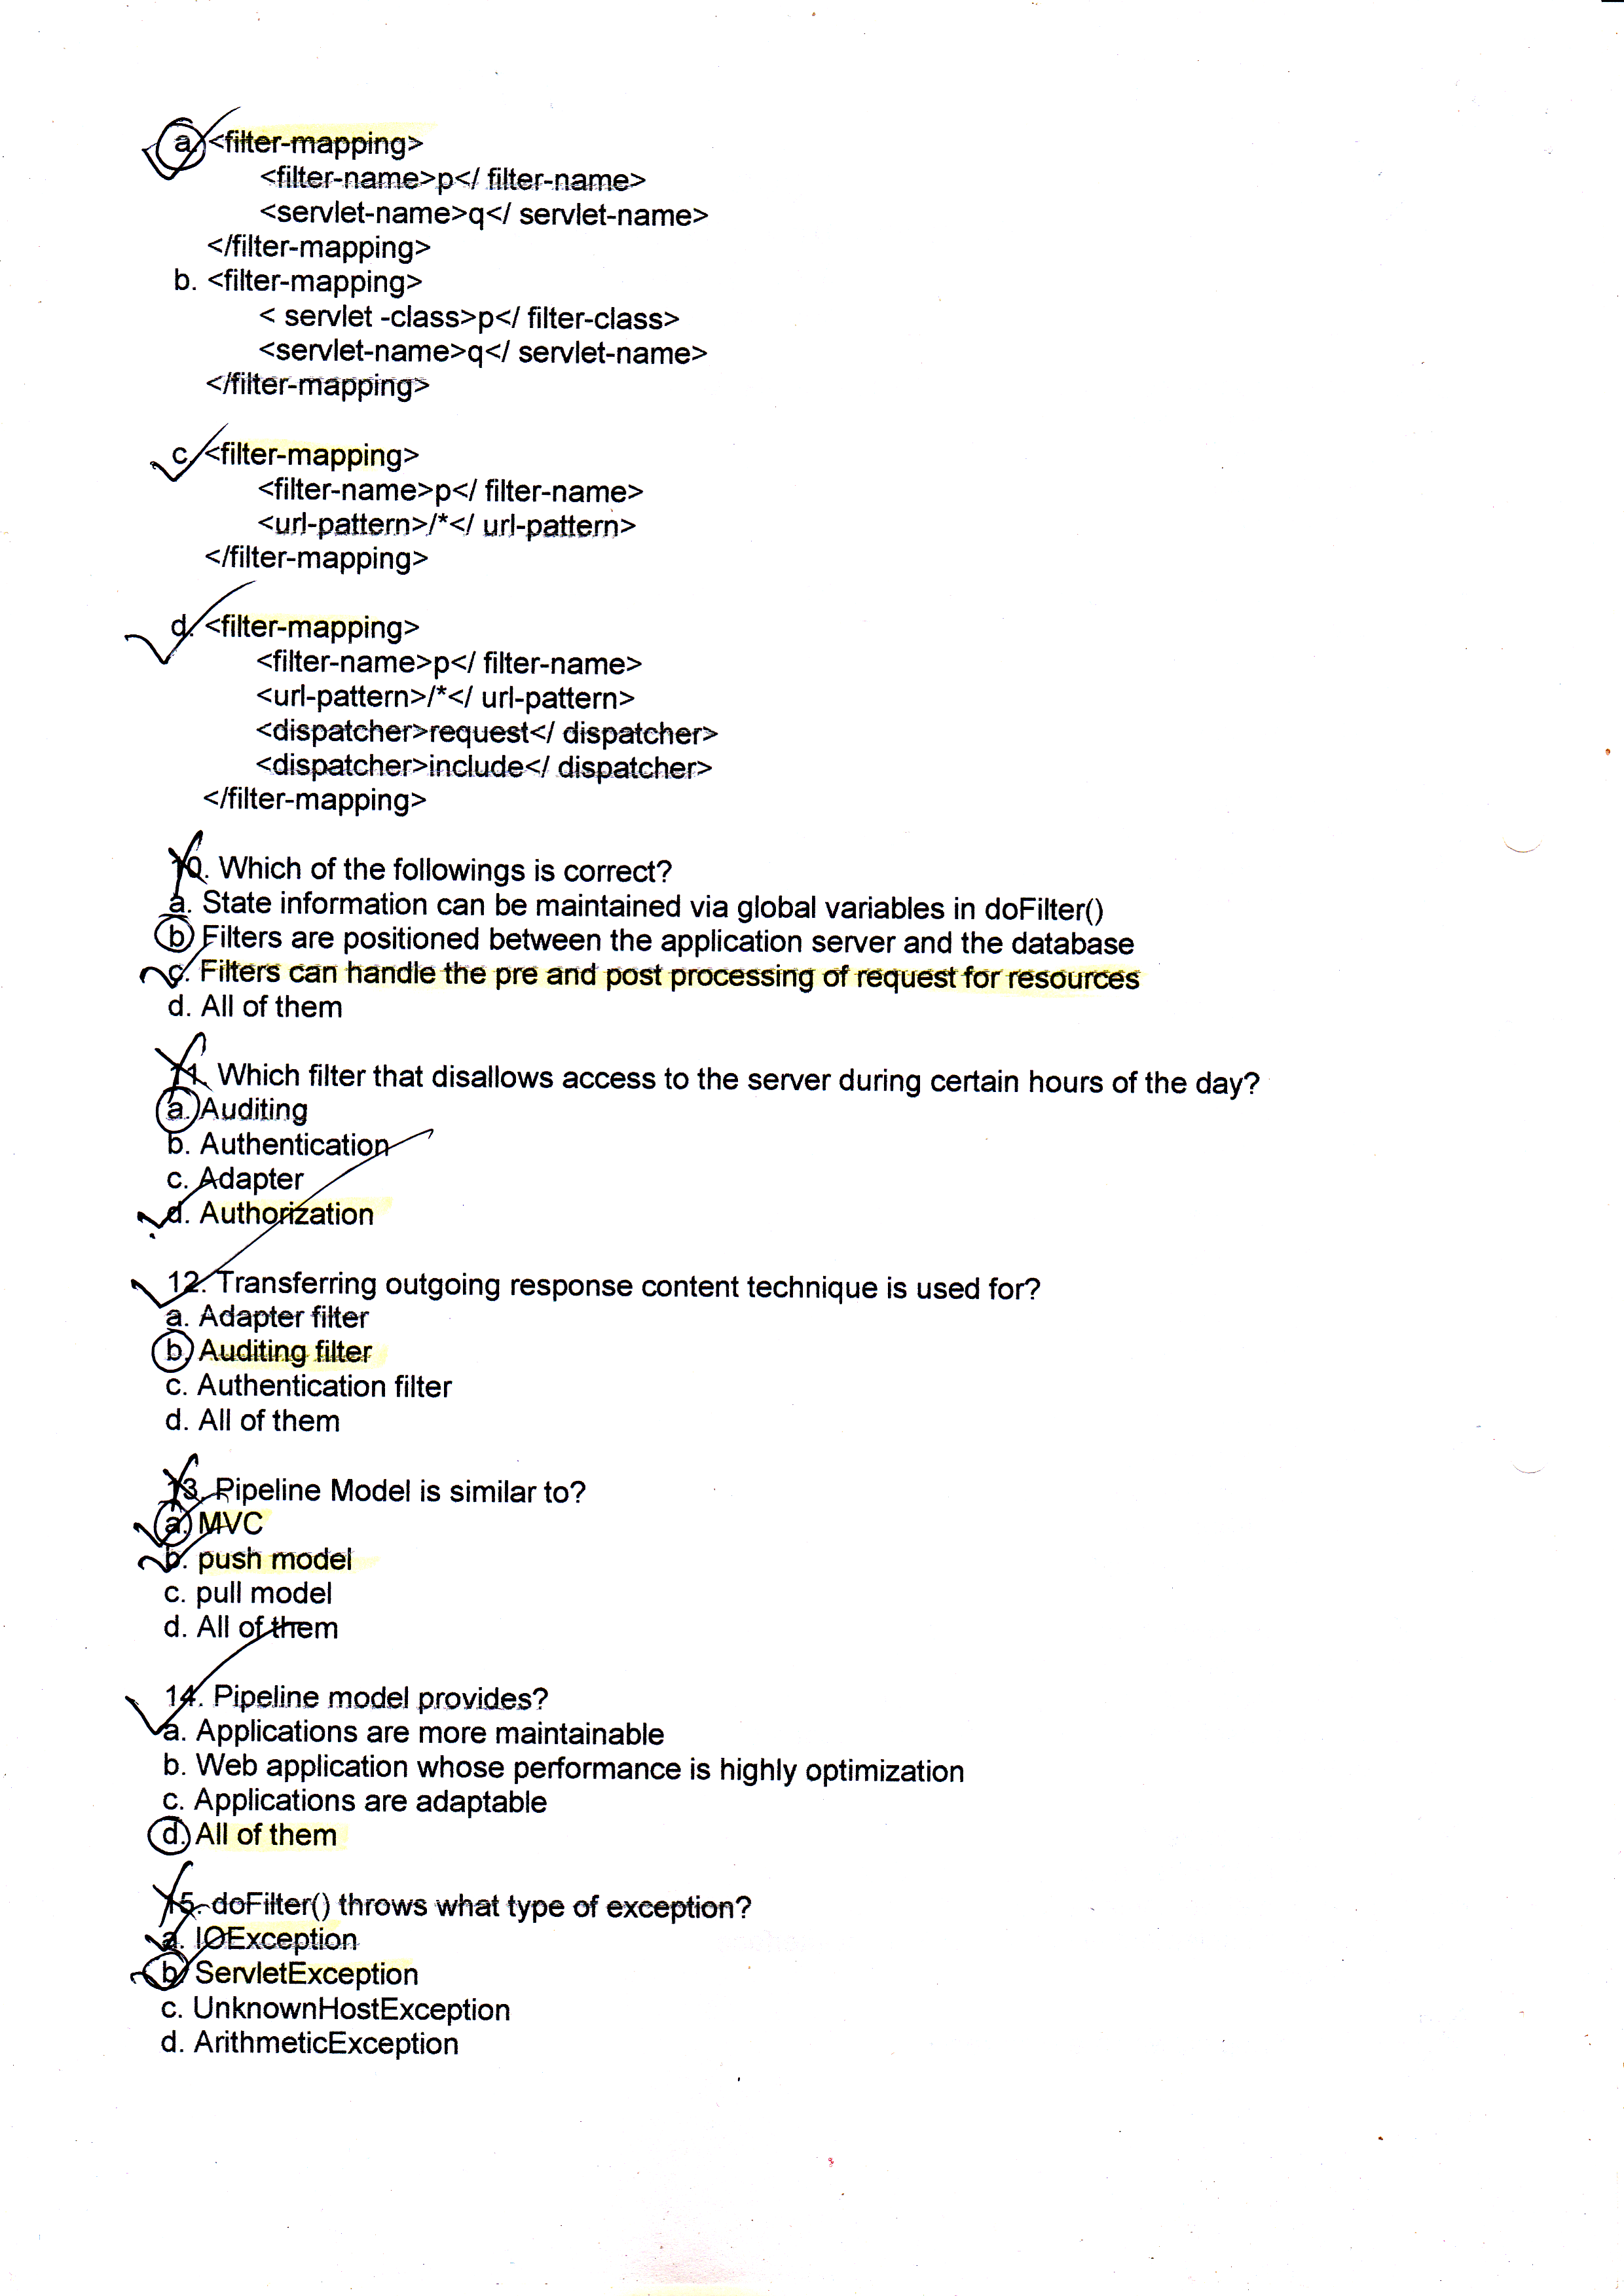 a. <filter-mapping>
<filter-name>p</ filter-name>
<servlet-name>q</ servlet-name>
</filter-mapping>
b. <filter-mapping>
< servlet -class>p</ filter-class>
<servlet-name>q</ servlet-name>
</filter-mapping>
c. <filter-mapping>
<filter-name>p</ filter-name>
<url-pattern>/*</ url-pattern>
</filter-mapping>
d. <filter-mapping>
<filter-name>p</ filter-name>
<url-pattern>/*</ url-pattern>
<dispatcher>request</ dispatcher>
<dispatcher>include</ dispatcher>
</filter-mapping>
10. Which of the followings is correct?
a. State information can be maintained via global variables in doFilter()
b. Filters are positioned between the application server and the database
c. Filters can handle the pre and post processing of request for resources
d. All of them
11. Which filter that disallows access to the server during certain hours of the day?
a. Auditing
b. Authentication
c. Adapter
d. Authorization
12. Transferring outgoing response content technique is used for?
a. Adapter filter
b. Auditing filter
c. Authentication filter
d. All of them
13. Pipeline Model is similar to?
a. MVC
b. push model
c. pull model
d. All of them
14. Pipeline model provides?
a. Applications are more maintainable
b. Web application whose performance is highly optimization
c. Applications are adaptable
d. All of them
15. doFilter() throws what type of exception?
a. IOException
b. ServletException
c. UnknownHostException
d. ArithmeticException